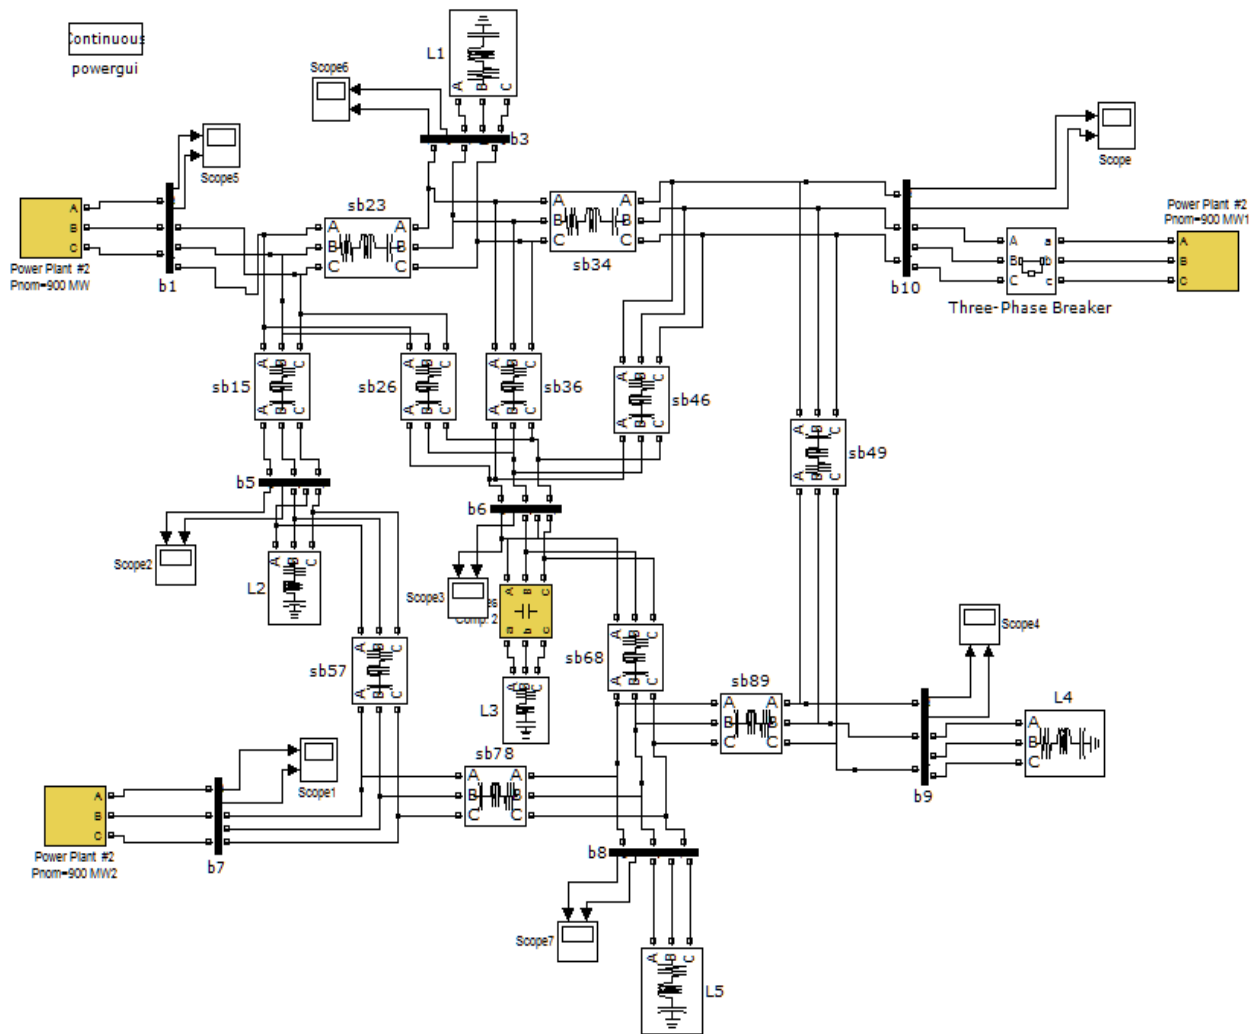 Continuous
powergui
L1
A B C
Scope6
b3
Scope5
Scope
A
B
C
Power Plant #2
Pnom=900 MW
b1
sb23
A A
B B
C C
A A
B B
C C
sb34
b10
A a
B b
C c
Three-Phase Breaker
Power Plant #2
Pnom=900 MW1
A
B
C
A B C
sb15
A B C
A B C
sb26
A B C
A B C
sb36
A B C
A B C
sb46
A B C
A B C
sb49
A B C
b5
b6
Scope2
A B C
L2
Scope3
A B C
Comp. 2
a b c
A B C
L3
A B C
sb57
A B C
A B C
sb68
A B C
Scope4
sb89
A A
B B
C C
L4
A
B
C
b9
Scope1
sb78
A A
B B
C C
A
B
C
Power Plant #2
Pnom=900 MW2
b7
b8
Scope7
A B C
L5